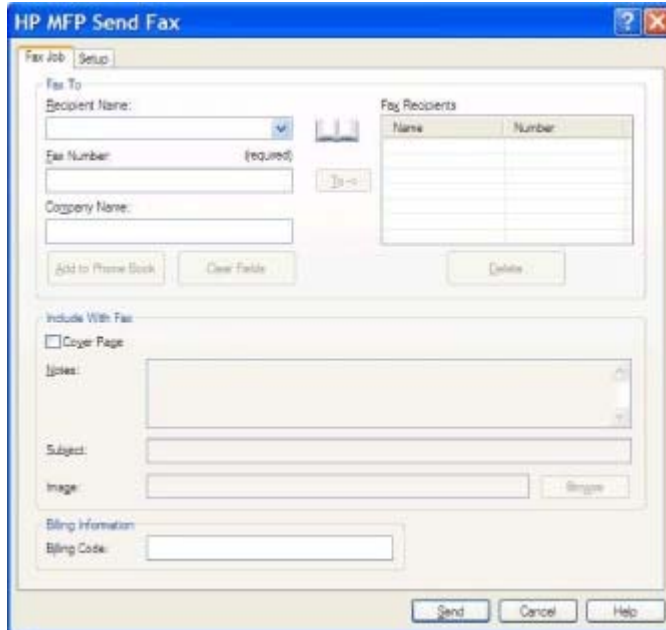 HP MFP Send Fax
Fax Job Setup
Fax To
Recipient Name:
Fax Recipients
Name Number
Fax Number (required)
To ->
Company Name:
Add to Phone Book Clear Fields Delete
Include With Fax
Cover Page
Notes:
Subject:
Image: Browse
Billing Information
Billing Code:
Send Cancel Help